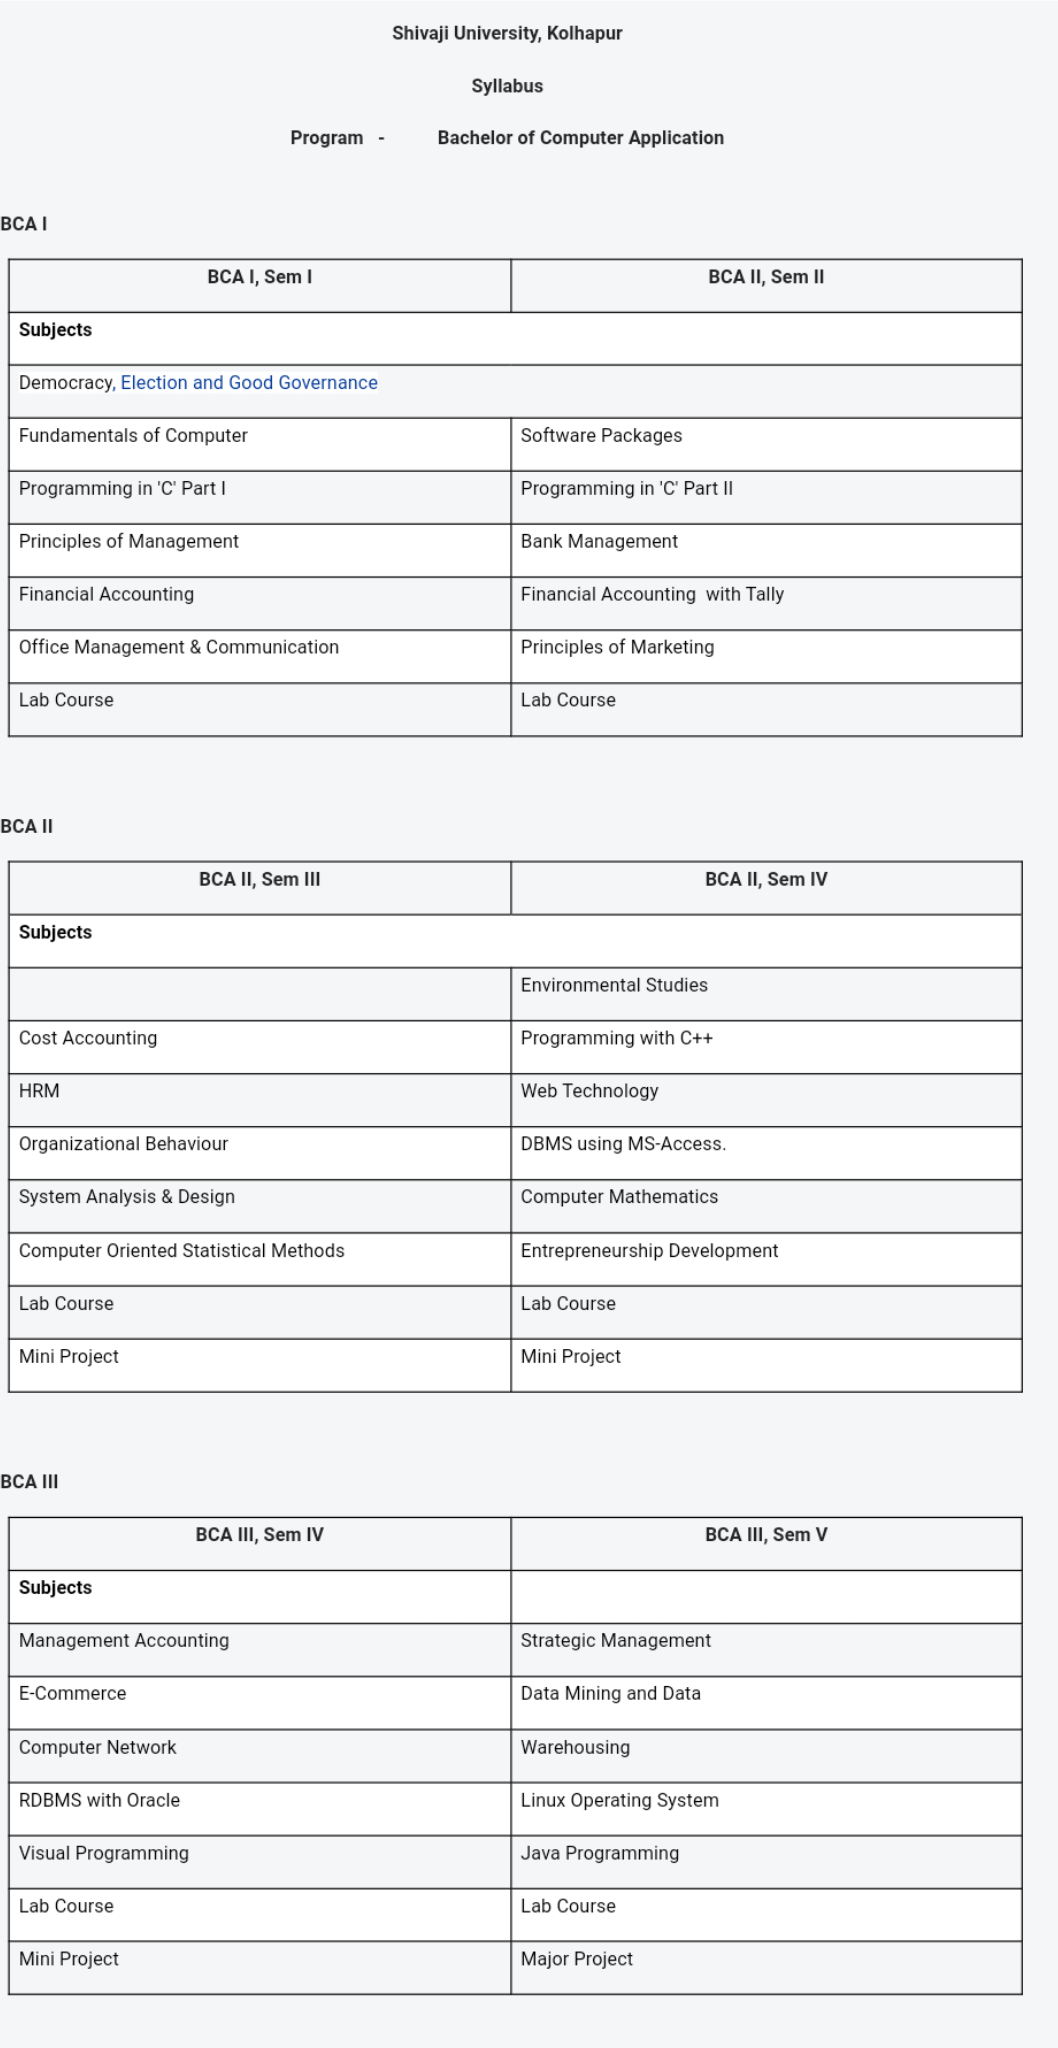 Shivaji University, Kolhapur
Syllabus
Program - Bachelor of Computer Application
BCA I
BCA I, Sem I BCA II, Sem II
Subjects
Democracy, Election and Good Governance
Fundamentals of Computer Software Packages
Programming in 'C' Part I Programming in 'C' Part II
Principles of Management Bank Management
Financial Accounting Financial Accounting with Tally
Office Management & Communication Principles of Marketing
Lab Course Lab Course
BCA II
BCA II, Sem III BCA II, Sem IV
Subjects
Environmental Studies
Cost Accounting Programming with C++
HRM Web Technology
Organizational Behaviour DBMS using MS-Access.
System Analysis & Design Computer Mathematics
Computer Oriented Statistical Methods Entrepreneurship Development
Lab Course Lab Course
Mini Project Mini Project
BCA III
BCA III, Sem IV BCA III, Sem V
Subjects
Management Accounting Strategic Management
E-Commerce Data Mining and Data
Computer Network Warehousing
RDBMS with Oracle Linux Operating System
Visual Programming Java Programming
Lab Course Lab Course
Mini Project Major Project